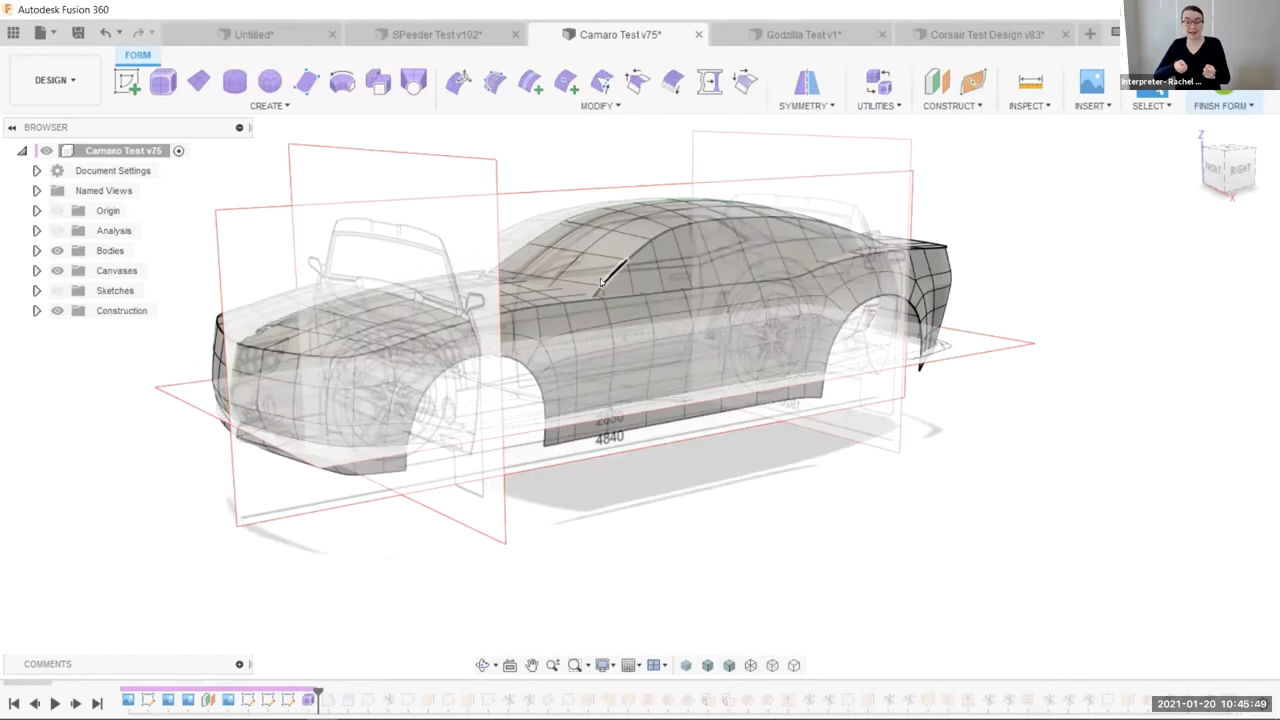 Autodesk Fusion 360
Untitled*
SPeeder Test v102*
Camaro Test v75*
Godzilla Test v1*
Corsair Test Design v83*
FORM
DESIGN
CREATE
MODIFY
SYMMETRY
UTILITIES
CONSTRUCT
INSPECT
INSERT
SELECT
FINISH FORM
Interpreter- Rachel ...
BROWSER
Camaro Test v75
Document Settings
Named Views
Origin
Analysis
Bodies
Canvases
Sketches
Construction
Z
FRONT
RIGHT
X
4840
COMMENTS
2021-01-20 10:45:49